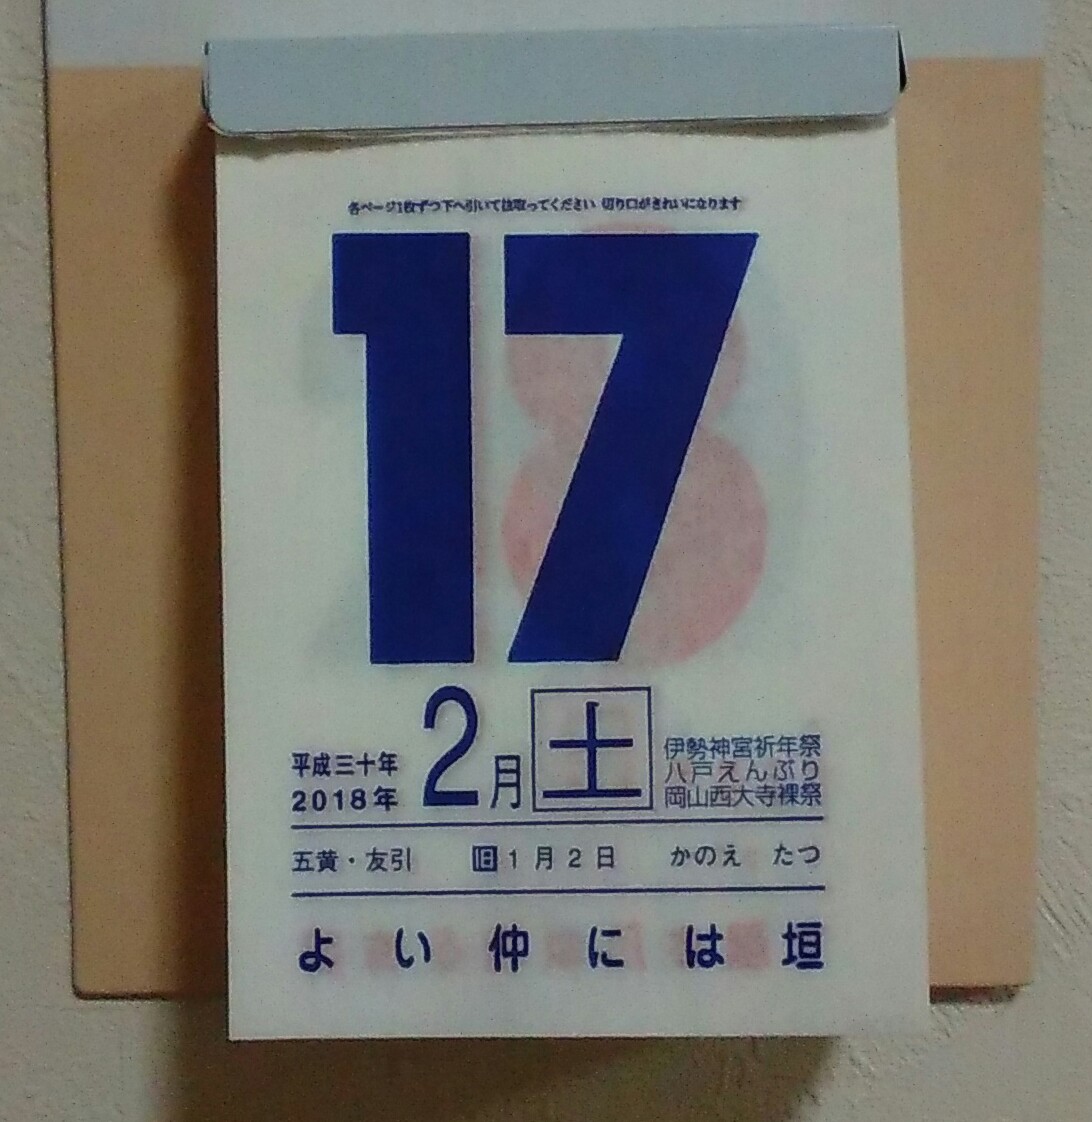 各ページ1枚ずつ下へ引いて抜取ってください 切り口がきれいになります
17
平成三十年
2018年
2月
土
伊勢神宮祈年祭
八戸えんぶり
岡山西大寺裸祭
五黄・友引 旧1月2日 かのえ たつ
よい仲には垣